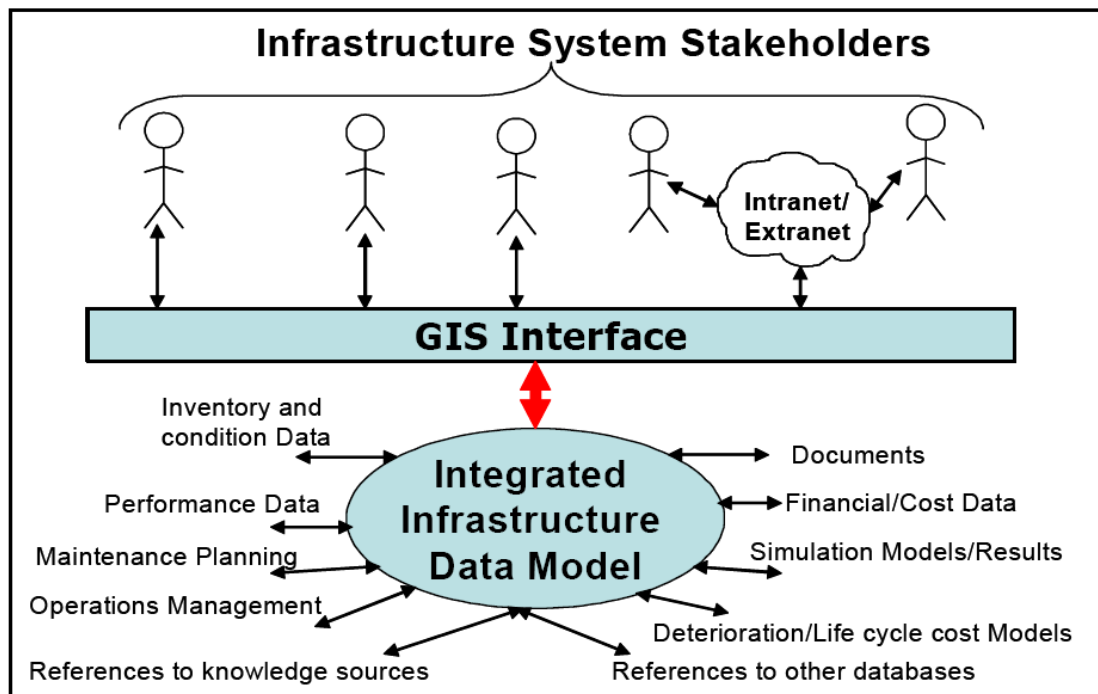 Infrastructure System Stakeholders
Intranet/
Extranet
GIS Interface
Inventory and
condition Data
Performance Data
Maintenance Planning
Operations Management
References to knowledge sources
Integrated
Infrastructure
Data Model
Documents
Financial/Cost Data
Simulation Models/Results
Deterioration/Life cycle cost Models
References to other databases